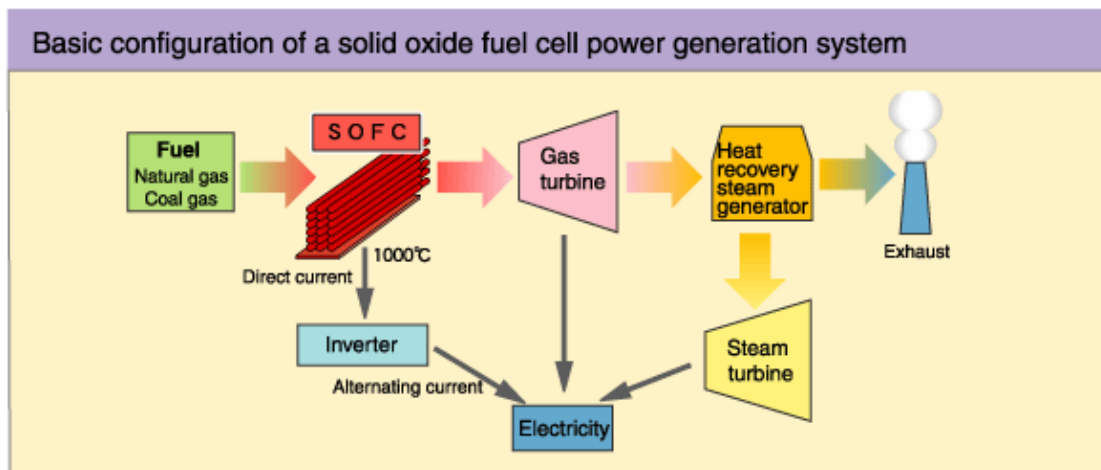 Basic configuration of a solid oxide fuel cell power generation system
Fuel
Natural gas
Coal gas
S O F C
1000℃
Direct current
Inverter
Alternating current
Gas
turbine
Heat
recovery
steam
generator
Exhaust
Steam
turbine
Electricity